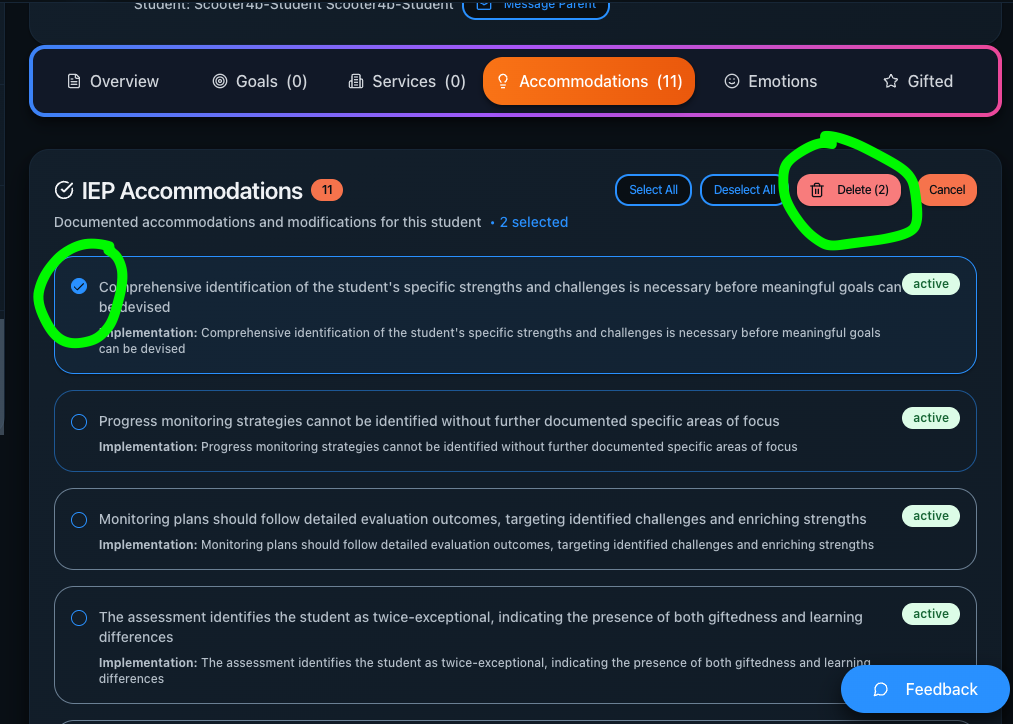 Student: Scooter4b-Student Scooter4b-Student Message Parent
Overview Goals (0) Services (0) Accommodations (11) Emotions Gifted
IEP Accommodations 11 Select All Deselect All Delete (2) Cancel
Documented accommodations and modifications for this student • 2 selected
Comprehensive identification of the student's specific strengths and challenges is necessary before meaningful goals can active
be devised
Implementation: Comprehensive identification of the student's specific strengths and challenges is necessary before meaningful goals
can be devised
Progress monitoring strategies cannot be identified without further documented specific areas of focus active
Implementation: Progress monitoring strategies cannot be identified without further documented specific areas of focus
Monitoring plans should follow detailed evaluation outcomes, targeting identified challenges and enriching strengths active
Implementation: Monitoring plans should follow detailed evaluation outcomes, targeting identified challenges and enriching strengths
The assessment identifies the student as twice-exceptional, indicating the presence of both giftedness and learning active
differences
Implementation: The assessment identifies the student as twice-exceptional, indicating the presence of both giftedness and learning
differences
Feedback